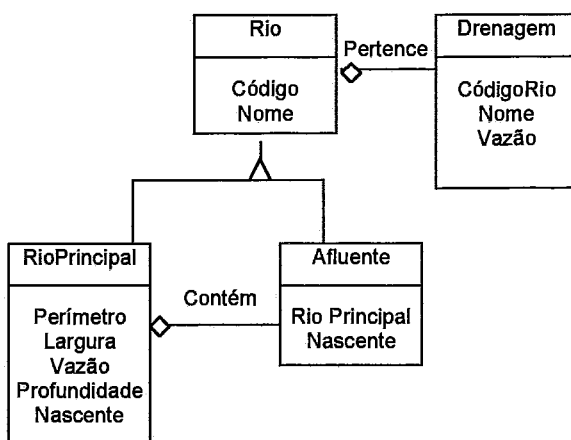 Rio
Código
Nome
Pertence
Drenagem
CódigoRio
Nome
Vazão
RioPrincipal
Perímetro
Largura
Vazão
Profundidade
Nascente
Contém
Afluente
Rio Principal
Nascente